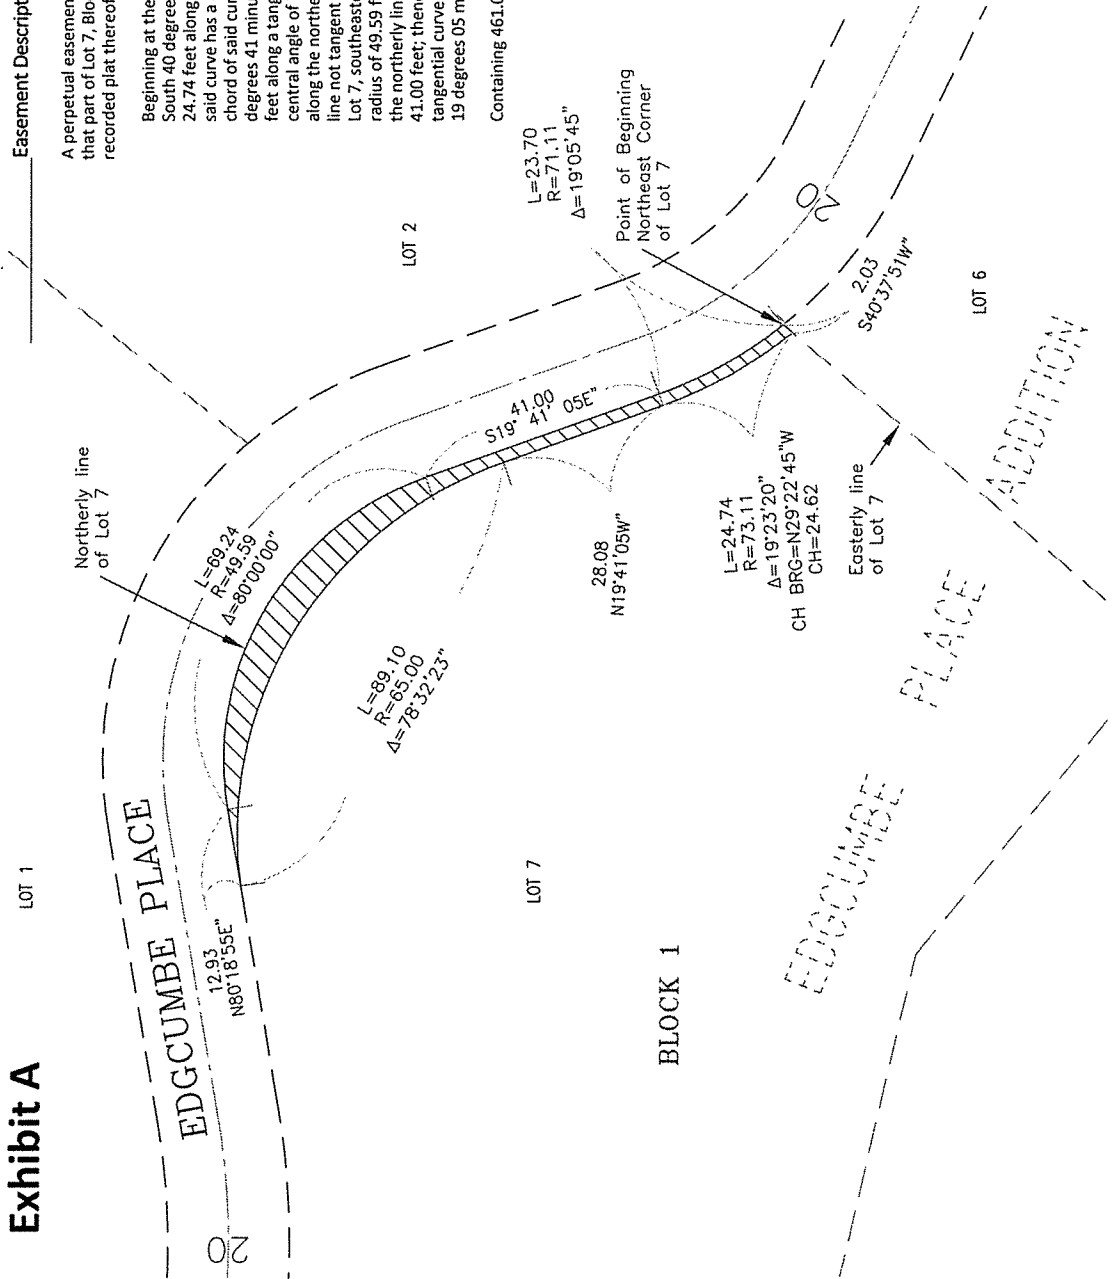 Exhibit A
Easement Descript
A perpetual easemen
that part of Lot 7, Blo
recorded plat thereof
Beginning at the
South 40 degree
24.74 feet along
said curve has a
chord of said cur
degrees 41 minu
feet along a tang
central angle of
along the northe
line not tangent
Lot 7, southeaste
radius of 49.59 f
the northerly lin
41.00 feet; thenc
tangential curve
19 degrees 05 m
Containing 461.0
LOT 1
EDGCUMBE PLACE
20
12.93
N80°18'55E"
Northerly line
of Lot 7
L=69.24
R=49.59
Δ=80°00'00"
L=89.10
R=65.00
Δ=78°32'23"
LOT 2
41.00
S19° 41' 05E"
28.08
N19°41'05W"
L=23.70
R=71.11
Δ=19°05'45"
Point of Beginning
Northeast Corner
of Lot 7
20
2.03
S40°37'51W"
LOT 6
L=24.74
R=73.11
Δ=19°23'20"
CH BRG=N29°22'45"W
CH=24.62
Easterly line
of Lot 7
LOT 7
BLOCK 1
EDGCUMBE PLACE ADDITION